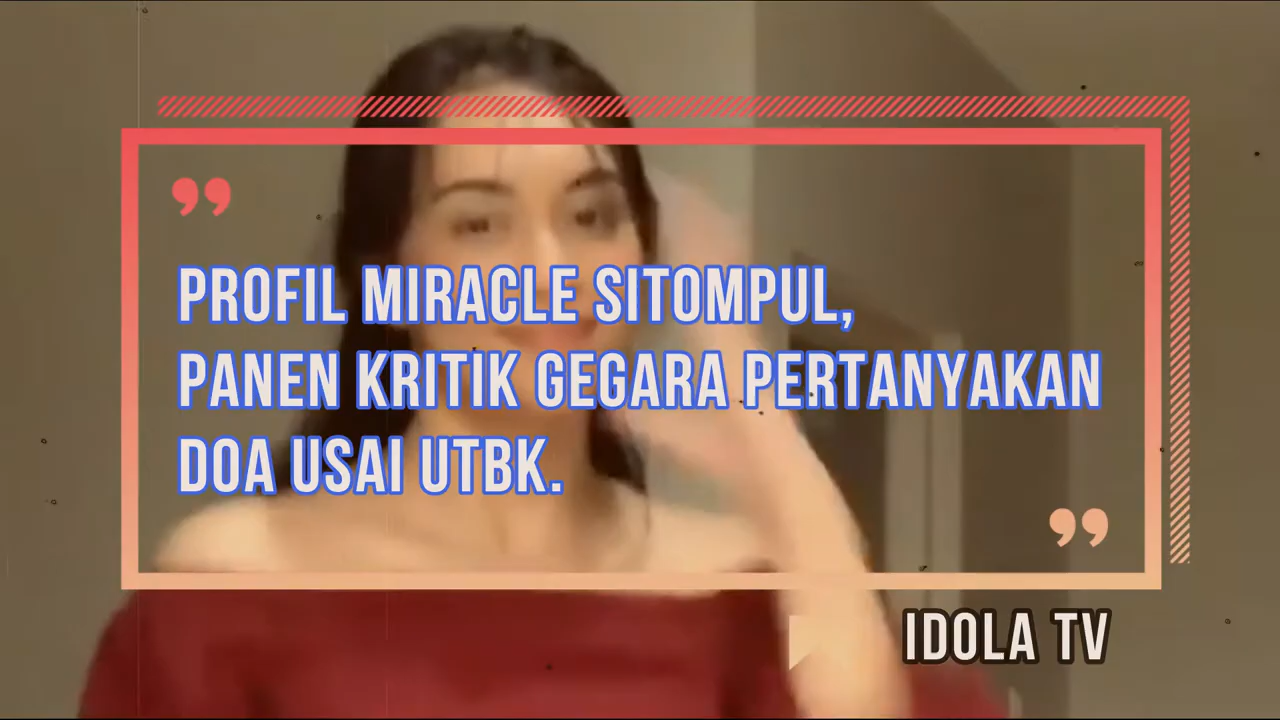 PROFIL MIRACLE SITOMPUL,
PANEN KRITIK GEGARA PERTANYAKAN
DOA USAI UTBK.
IDOLA TV